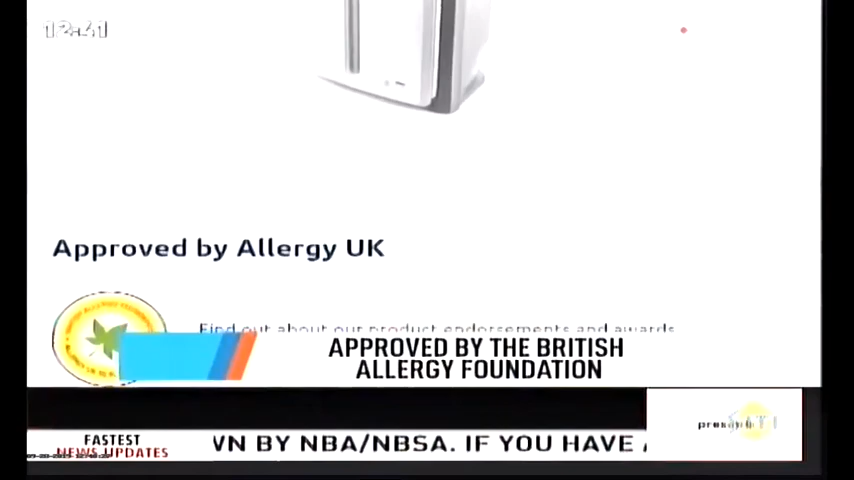 12:41
Approved by Allergy UK
Find out about our product endorsements and awards
APPROVED BY THE BRITISH
ALLERGY FOUNDATION
FASTEST
NEWS UPDATES
WN BY NBA/NBSA. IF YOU HAVE